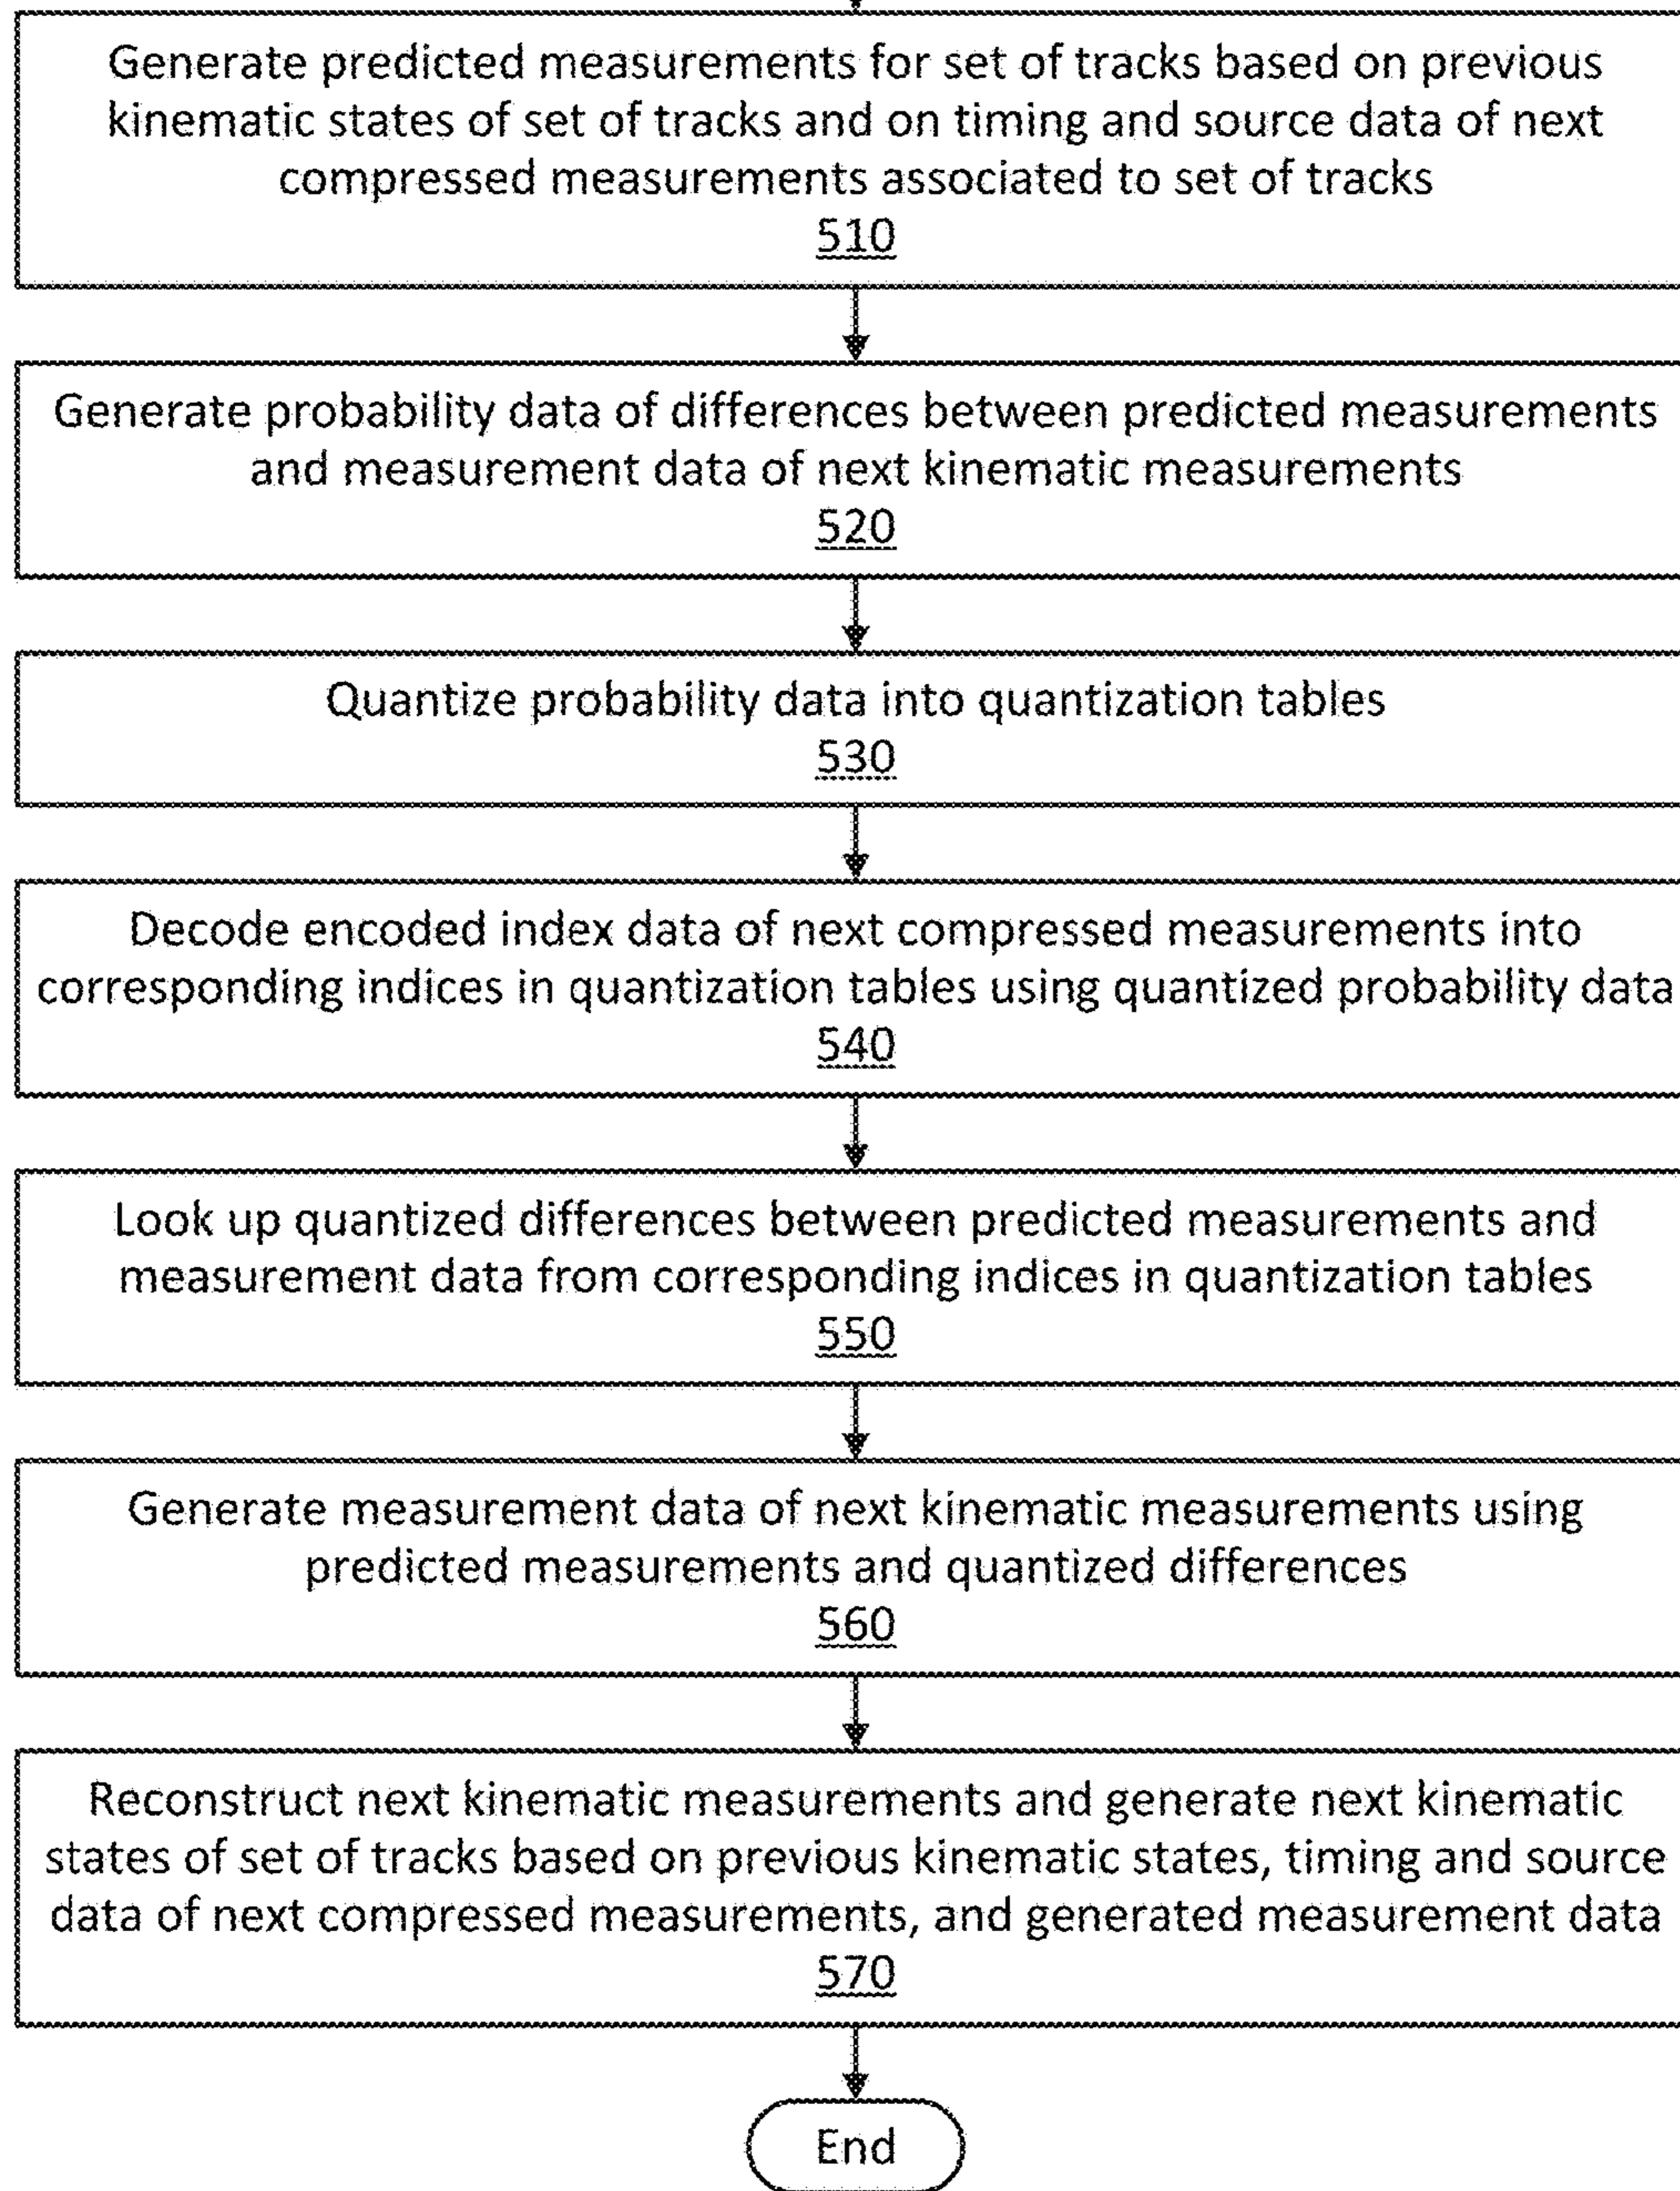 Generate predicted measurements for set of tracks based on previous
kinematic states of set of tracks and on timing and source data of next
compressed measurements associated to set of tracks
510
Generate probability data of differences between predicted measurements
and measurement data of next kinematic measurements
520
Quantize probability data into quantization tables
530
Decode encoded index data of next compressed measurements into
corresponding indices in quantization tables using quantized probability data
540
Look up quantized differences between predicted measurements and
measurement data from corresponding indices in quantization tables
550
Generate measurement data of next kinematic measurements using
predicted measurements and quantized differences
560
Reconstruct next kinematic measurements and generate next kinematic
states of set of tracks based on previous kinematic states, timing and source
data of next compressed measurements, and generated measurement data
570
End